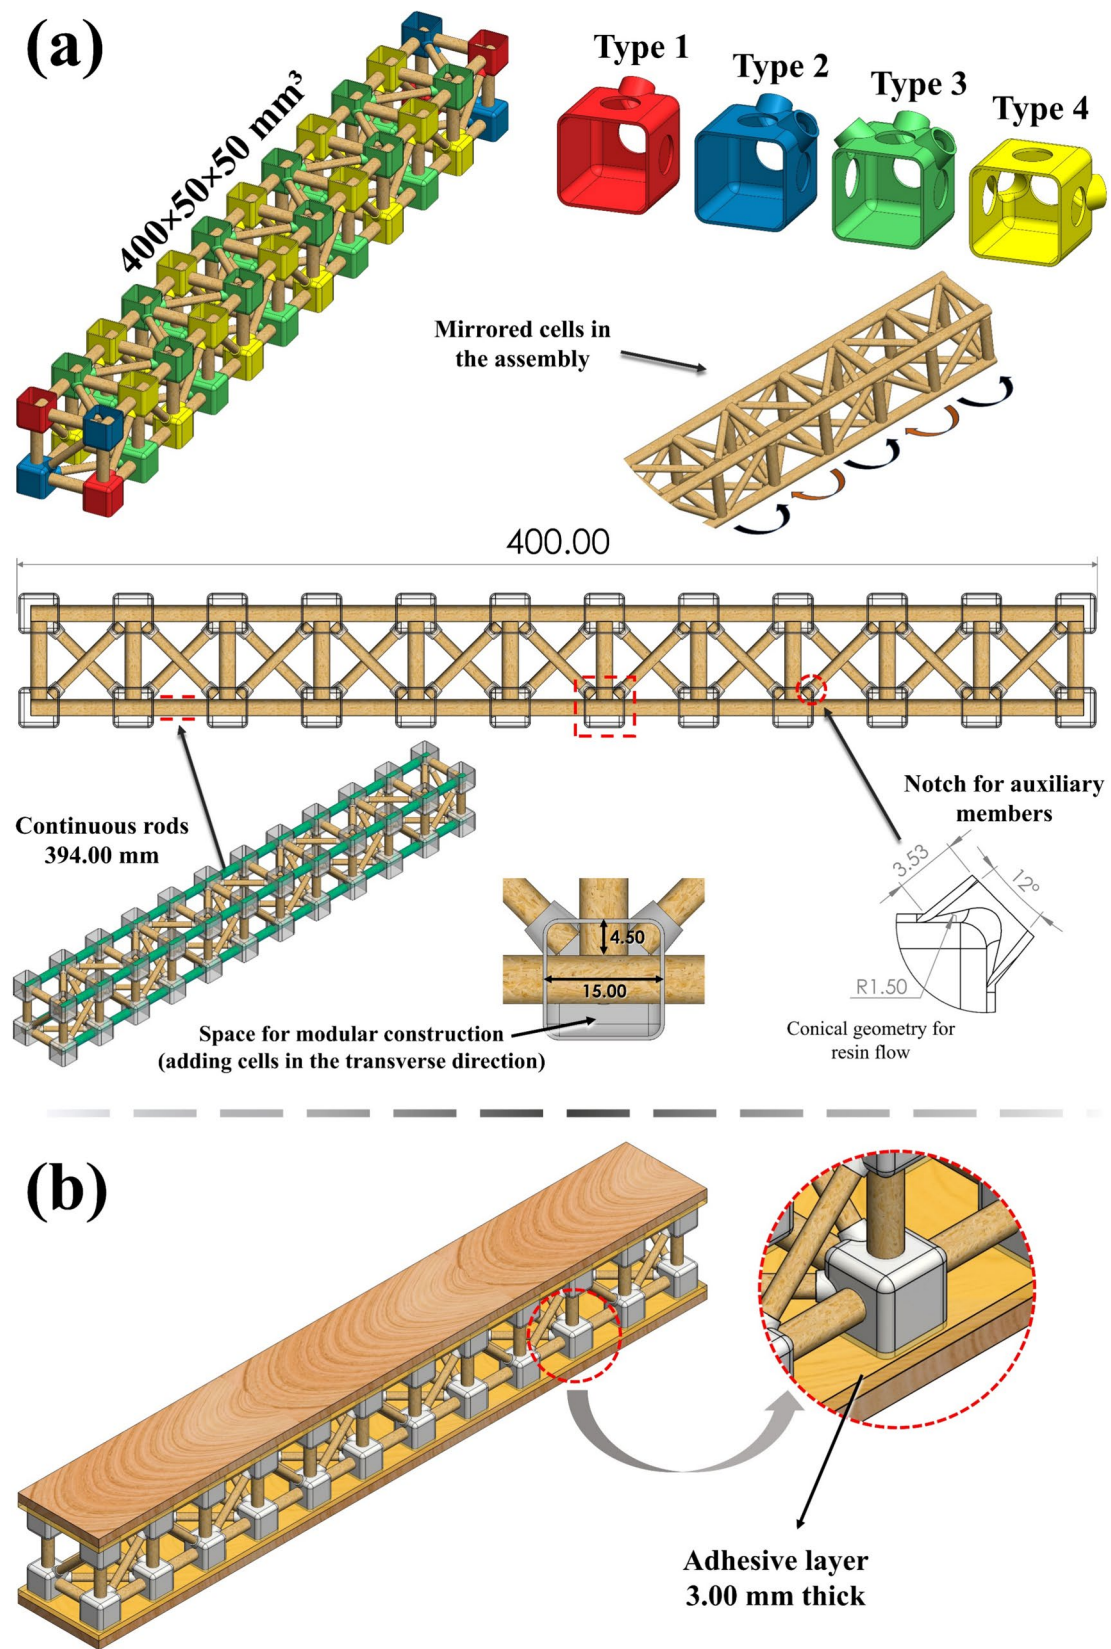 (a)
400×50×50 mm³
Type 1
Type 2
Type 3
Type 4
Mirrored cells in
the assembly
400.00
Continuous rods
394.00 mm
4.50
15.00
Space for modular construction
(adding cells in the transverse direction)
Notch for auxiliary
members
3.53
12°
R1.50
Conical geometry for
resin flow
(b)
Adhesive layer
3.00 mm thick